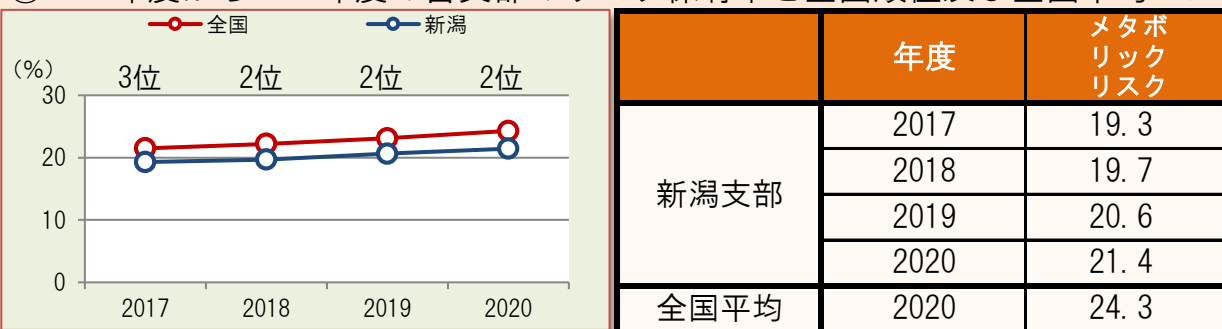 全国 新潟
(%)
3位 2位 2位 2位
30
20
10
0
2017 2018 2019 2020
年度 メタボ
リック
リスク
新潟支部
2017 19.3
2018 19.7
2019 20.6
2020 21.4
全国平均 2020 24.3